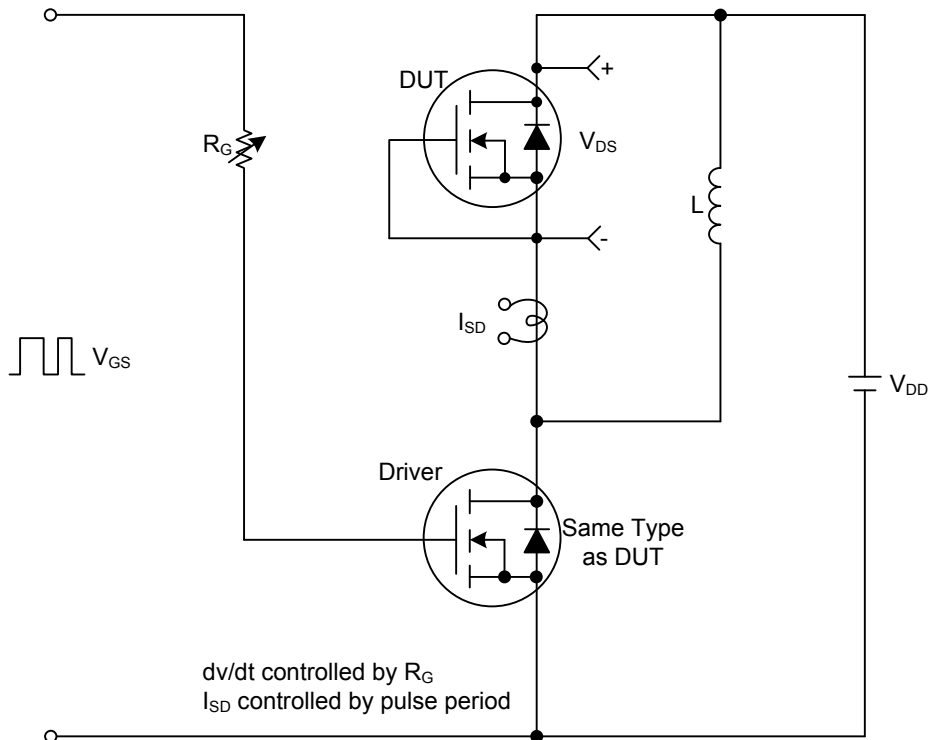 DUT
+
R_G
V_DS
L
-
I_SD
V_GS
V_DD
Driver
Same Type
as DUT
dv/dt controlled by R_G
I_SD controlled by pulse period